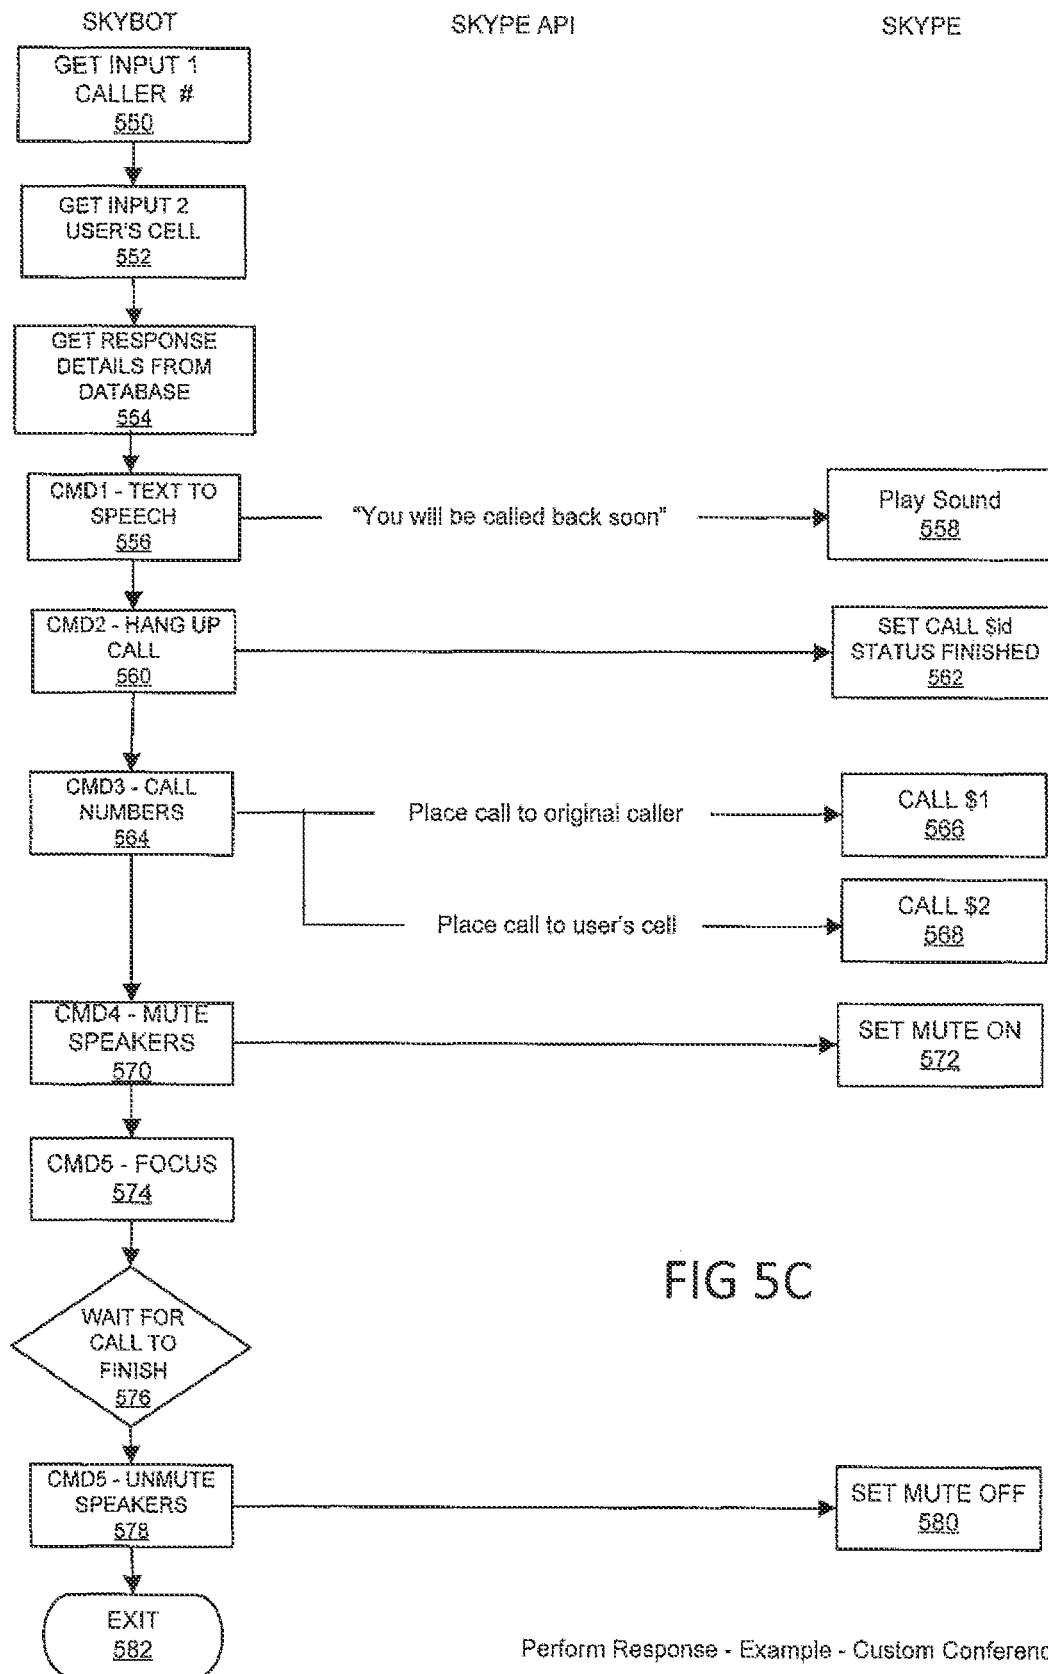 SKYBOT
SKYPE API
SKYPE
GET INPUT 1
CALLER #
550
GET INPUT 2
USER'S CELL
552
GET RESPONSE
DETAILS FROM
DATABASE
554
CMD1 - TEXT TO
SPEECH
556
"You will be called back soon"
Play Sound
558
CMD2 - HANG UP
CALL
560
SET CALL $id
STATUS FINISHED
562
CMD3 - CALL
NUMBERS
564
Place call to original caller
CALL $1
566
Place call to user's cell
CALL $2
568
CMD4 - MUTE
SPEAKERS
570
SET MUTE ON
572
CMD5 - FOCUS
574
FIG 5C
WAIT FOR
CALL TO
FINISH
576
CMD5 - UNMUTE
SPEAKERS
578
SET MUTE OFF
580
EXIT
582
Perform Response - Example - Custom Conferenc